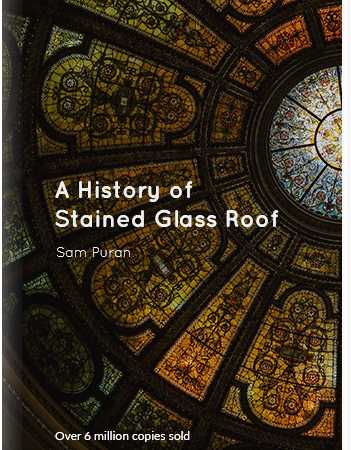 A History of
Stained Glass Roof
Sam Puran
Over 6 million copies sold